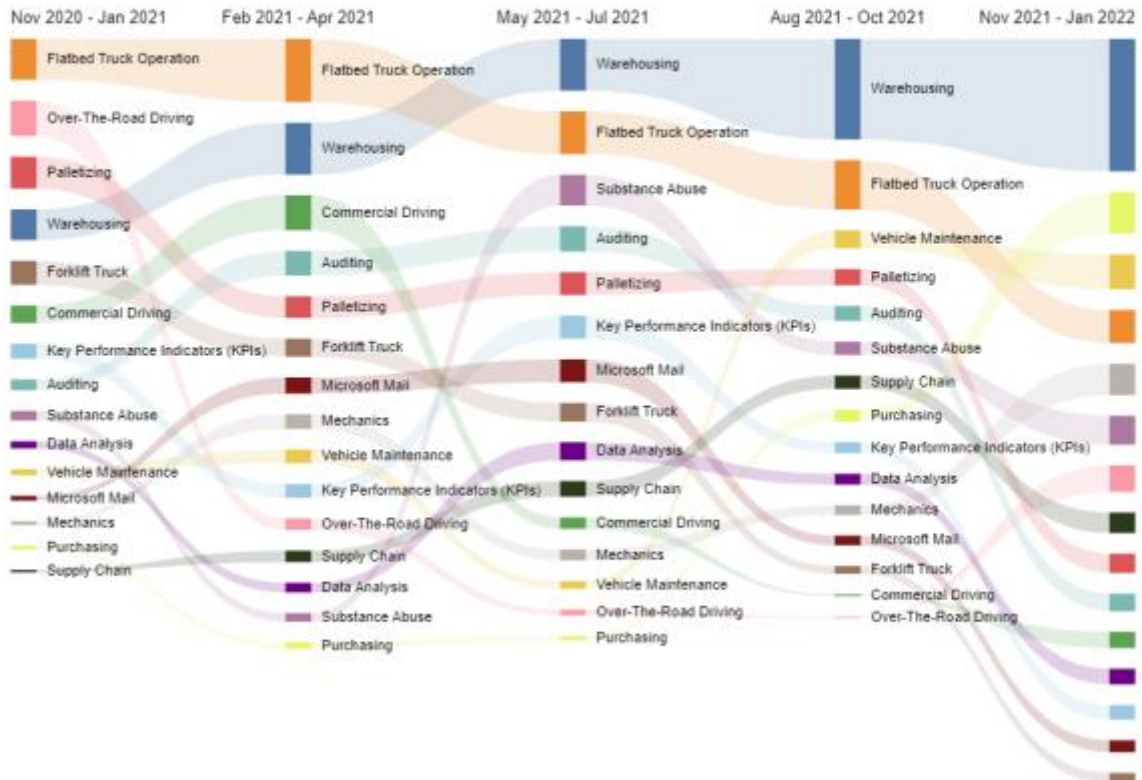 Nov 2020 - Jan 2021
Feb 2021 - Apr 2021
May 2021 - Jul 2021
Aug 2021 - Oct 2021
Nov 2021 - Jan 2022
Flatbed Truck Operation
Over-The-Road Driving
Palletizing
Warehousing
Forklift Truck
Commercial Driving
Key Performance Indicators (KPIs)
Auditing
Substance Abuse
Data Analysis
Vehicle Maintenance
Microsoft Mail
Mechanics
Purchasing
Supply Chain
Flatbed Truck Operation
Warehousing
Commercial Driving
Auditing
Palletizing
Forklift Truck
Microsoft Mail
Mechanics
Vehicle Maintenance
Key Performance Indicators (KPIs)
Over-The-Road Driving
Supply Chain
Data Analysis
Substance Abuse
Purchasing
Warehousing
Flatbed Truck Operation
Substance Abuse
Auditing
Palletizing
Key Performance Indicators (KPIs)
Microsoft Mail
Forklift Truck
Data Analysis
Supply Chain
Commercial Driving
Mechanics
Vehicle Maintenance
Over-The-Road Driving
Purchasing
Warehousing
Flatbed Truck Operation
Vehicle Maintenance
Palletizing
Auditing
Substance Abuse
Supply Chain
Purchasing
Key Performance Indicators (KPIs)
Data Analysis
Mechanics
Microsoft Mail
Forklift Truck
Commercial Driving
Over-The-Road Driving